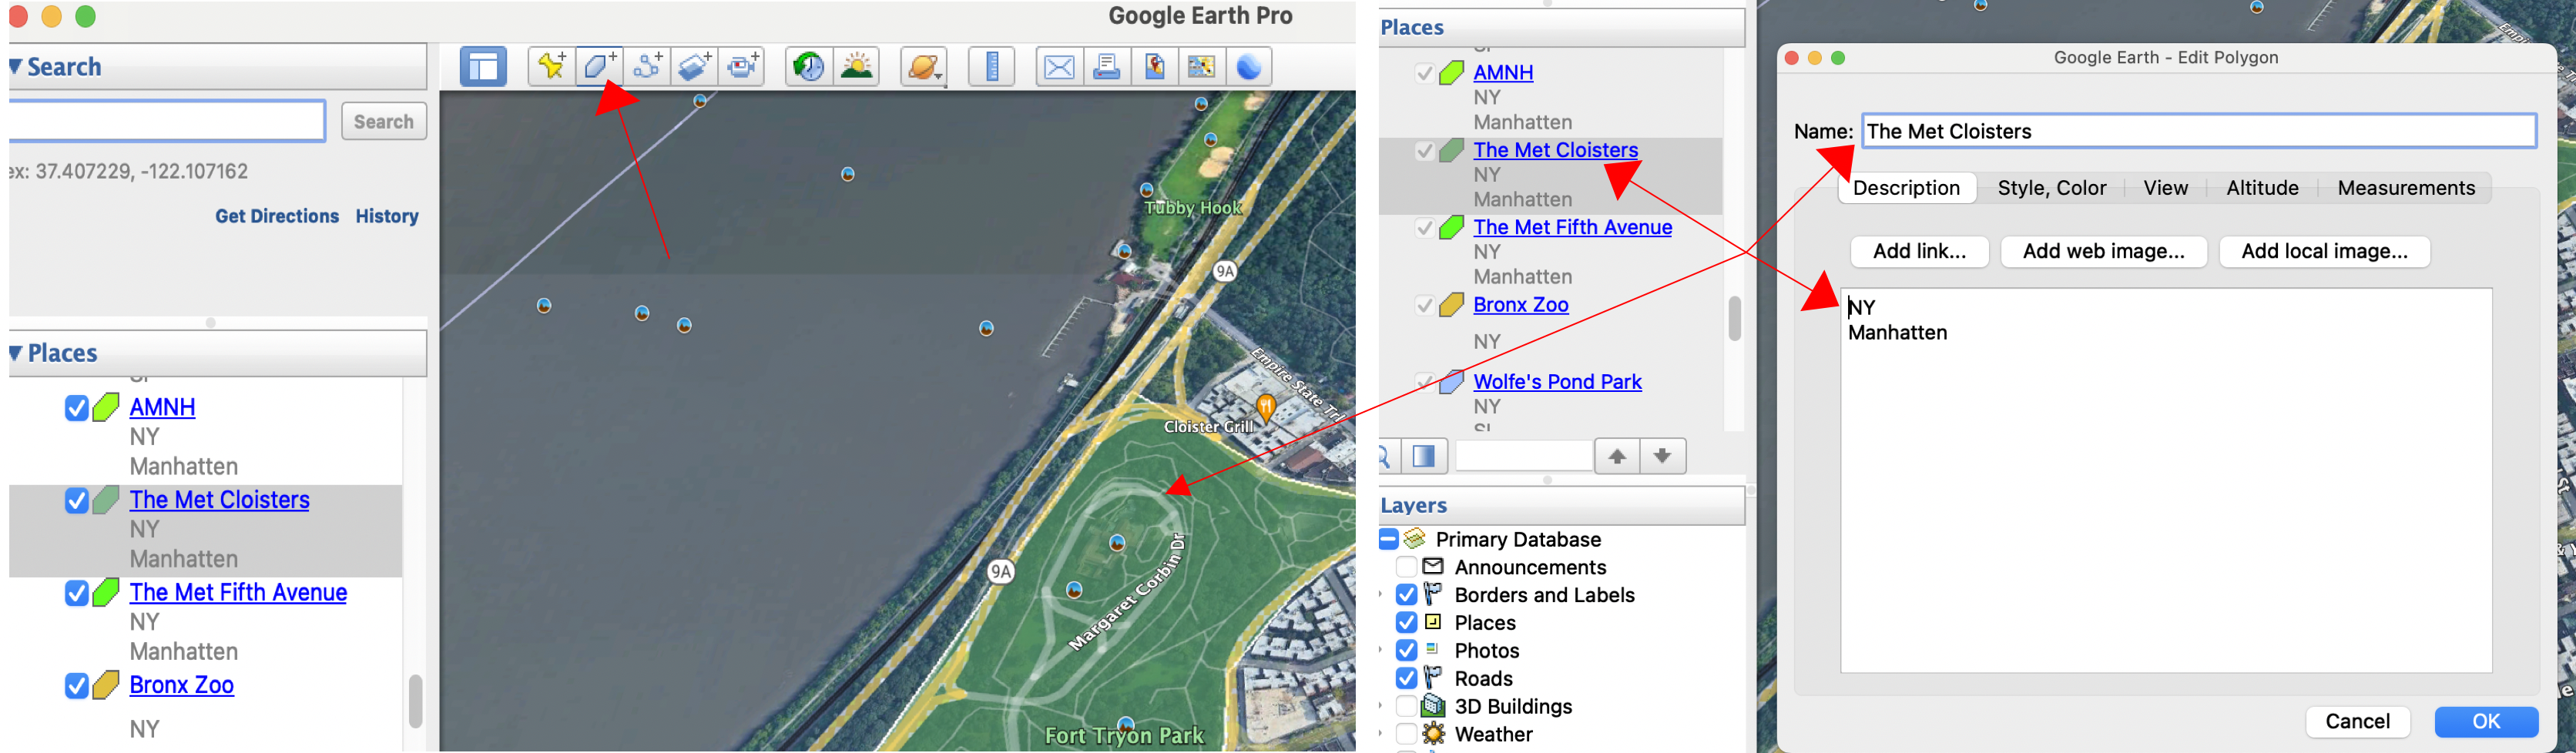 Google Earth Pro
Search
Search
ex: 37.407229, -122.107162
Get Directions History
Places
AMNH
NY
Manhatten
The Met Cloisters
NY
Manhatten
The Met Fifth Avenue
NY
Manhatten
Bronx Zoo
NY
Tubby Hook
9A
Empire State Trl
Cloister Grill
9A
Margaret Corbin Dr
Fort Tryon Park
Places
AMNH
NY
Manhatten
The Met Cloisters
NY
Manhatten
The Met Fifth Avenue
NY
Manhatten
Bronx Zoo
NY
Wolfe's Pond Park
NY
SI
Layers
Primary Database
Announcements
Borders and Labels
Places
Photos
Roads
3D Buildings
Weather
Google Earth - Edit Polygon
Name: The Met Cloisters
Description Style, Color View Altitude Measurements
Add link... Add web image... Add local image...
NY
Manhatten
Cancel OK